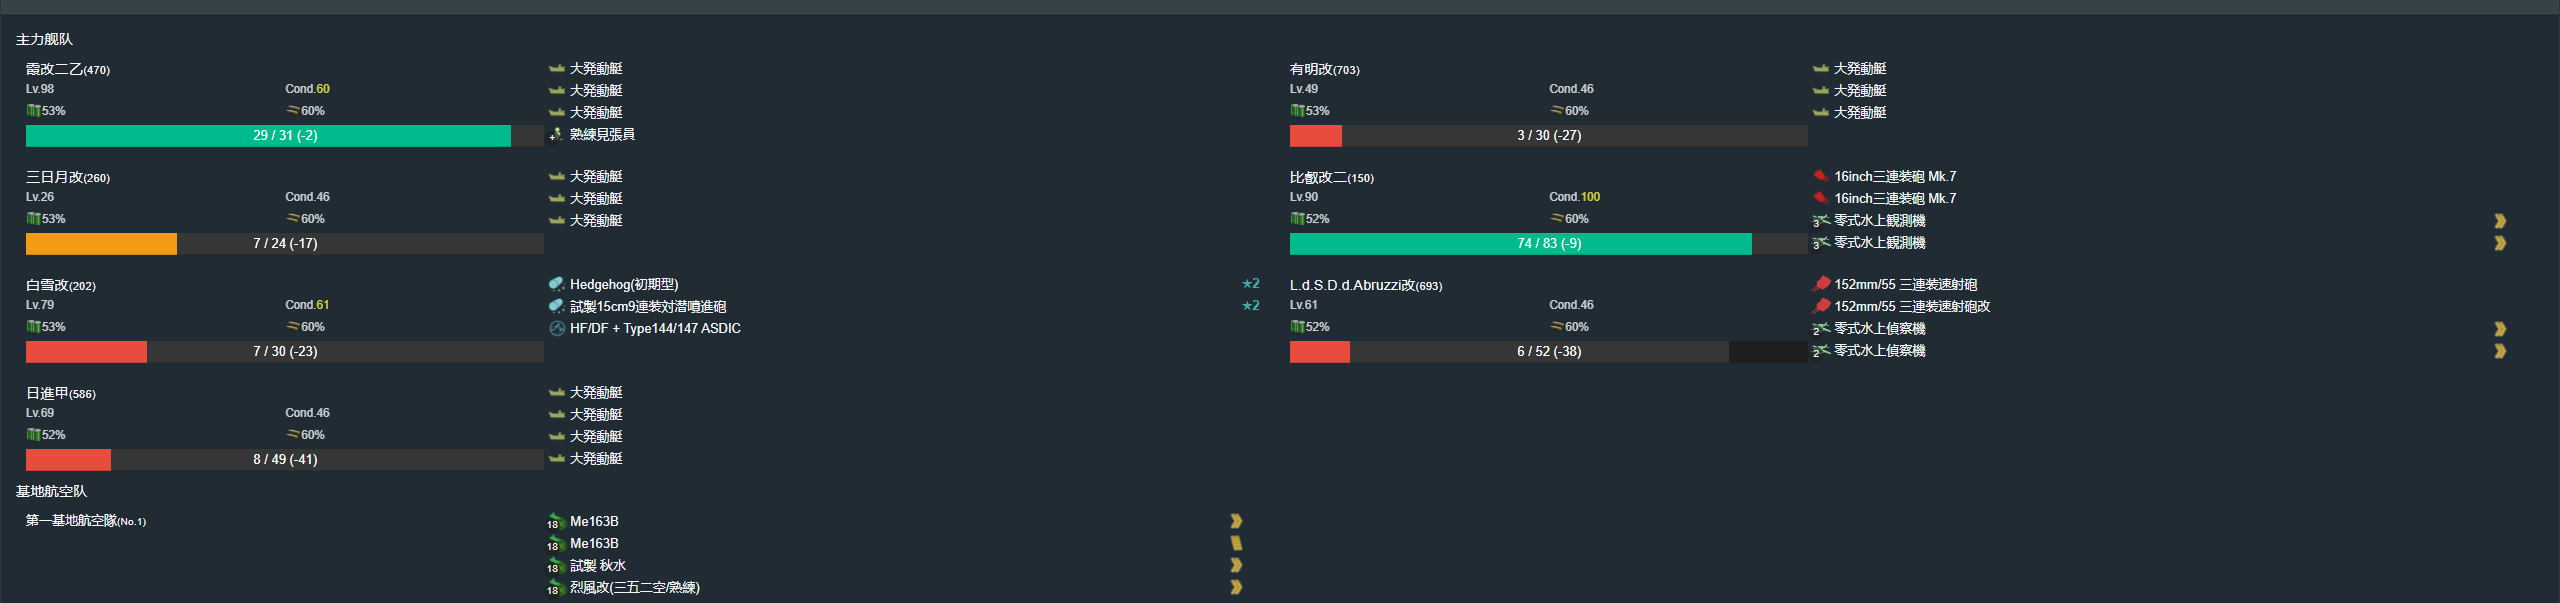 主力舰队
霞改二乙(470)
Lv.98 Cond.60
53% 60%
29 / 31 (-2)
大発動艇
大発動艇
大発動艇
+ 熟練見張員
有明改(703)
Lv.49 Cond.46
53% 60%
3 / 30 (-27)
大発動艇
大発動艇
大発動艇
三日月改(260)
Lv.26 Cond.46
53% 60%
7 / 24 (-17)
大発動艇
大発動艇
大発動艇
比叡改二(150)
Lv.90 Cond.100
52% 60%
74 / 83 (-9)
16inch三連装砲 Mk.7
16inch三連装砲 Mk.7
3 零式水上観測機
3 零式水上観測機
白雪改(202)
Lv.79 Cond.61
53% 60%
7 / 30 (-23)
Hedgehog(初期型) ★2
試製15cm9連装対潜噴進砲 ★2
HF/DF + Type144/147 ASDIC
L.d.S.D.d.Abruzzi改(693)
Lv.61 Cond.46
52% 60%
6 / 52 (-38)
152mm/55 三連装速射砲
152mm/55 三連装速射砲改
2 零式水上偵察機
2 零式水上偵察機
日進甲(586)
Lv.69 Cond.46
52% 60%
8 / 49 (-41)
大発動艇
大発動艇
大発動艇
大発動艇
基地航空队
第一基地航空隊(No.1)
18 Me163B
18 Me163B
18 試製 秋水
18 烈風改(三五二空/熟練)